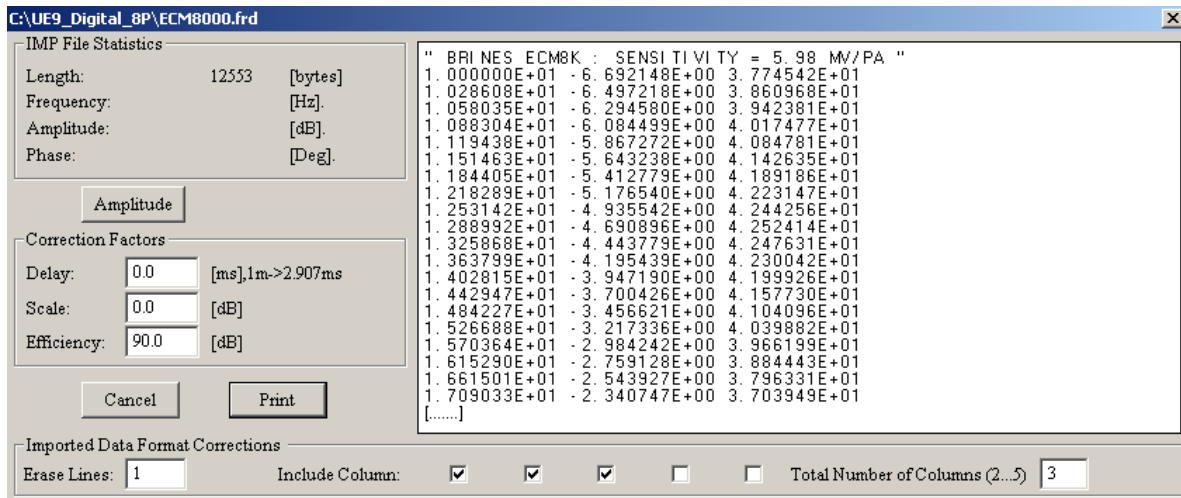 C:\UE9_Digital_8P\ECM8000.frd
IMP File Statistics
Length: 12553 [bytes]
Frequency: [Hz].
Amplitude: [dB].
Phase: [Deg].
Amplitude
Correction Factors
Delay: 0.0 [ms],1m->2.907ms
Scale: 0.0 [dB]
Efficiency: 90.0 [dB]
Cancel Print
" BRINES ECM8K : SENSITIVITY = 5.98 MV/PA "
1.000000E+01 -6.692148E+00 3.774542E+01
1.028608E+01 -6.497218E+00 3.860968E+01
1.058035E+01 -6.294580E+00 3.942381E+01
1.088304E+01 -6.084499E+00 4.017477E+01
1.119438E+01 -5.867272E+00 4.084781E+01
1.151463E+01 -5.643238E+00 4.142635E+01
1.184405E+01 -5.412779E+00 4.189186E+01
1.218289E+01 -5.176540E+00 4.223147E+01
1.253142E+01 -4.935542E+00 4.244256E+01
1.288992E+01 -4.690896E+00 4.252414E+01
1.325868E+01 -4.443779E+00 4.247631E+01
1.363799E+01 -4.195439E+00 4.230042E+01
1.402815E+01 -3.947190E+00 4.199926E+01
1.442947E+01 -3.700426E+00 4.157730E+01
1.484227E+01 -3.456621E+00 4.104096E+01
1.526688E+01 -3.217336E+00 4.039882E+01
1.570364E+01 -2.984242E+00 3.966199E+01
1.615290E+01 -2.759128E+00 3.884443E+01
1.661501E+01 -2.543927E+00 3.796331E+01
1.709033E+01 -2.340747E+00 3.703949E+01
[.......]
Imported Data Format Corrections
Erase Lines: 1 Include Column: Total Number of Columns (2...5) 3